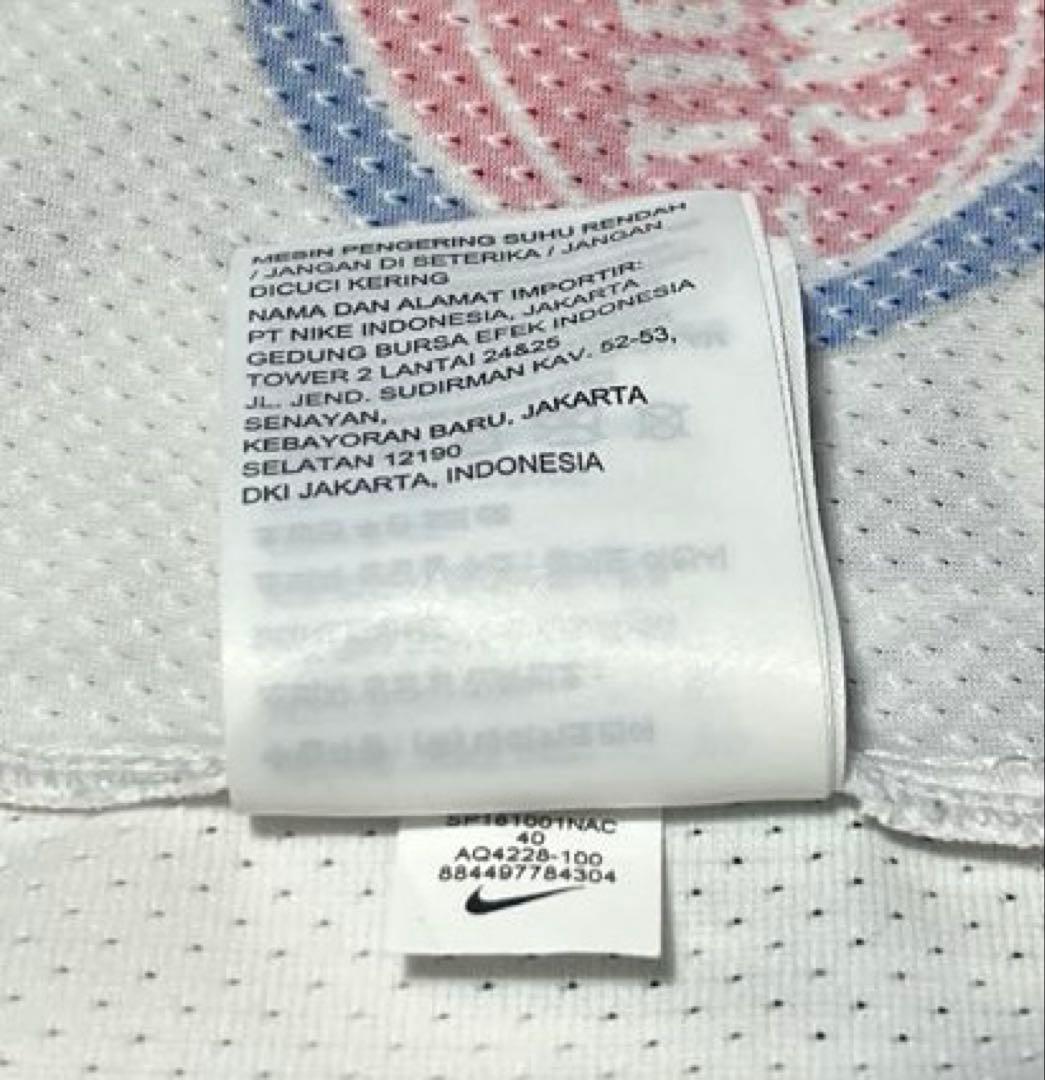 MESIN PENGERING SUHU RENDAH
/ JANGAN DI SETERIKA / JANGAN
DICUCI KERING
NAMA DAN ALAMAT IMPORTIR:
PT NIKE INDONESIA, JAKARTA
GEDUNG BURSA EFEK INDONESIA
TOWER 2 LANTAI 24&25
JL. JEND. SUDIRMAN KAV. 52-53,
SENAYAN,
KEBAYORAN BARU, JAKARTA
SELATAN 12190
DKI JAKARTA, INDONESIA
SP181001NAC
40
AQ4228-100
884497784304